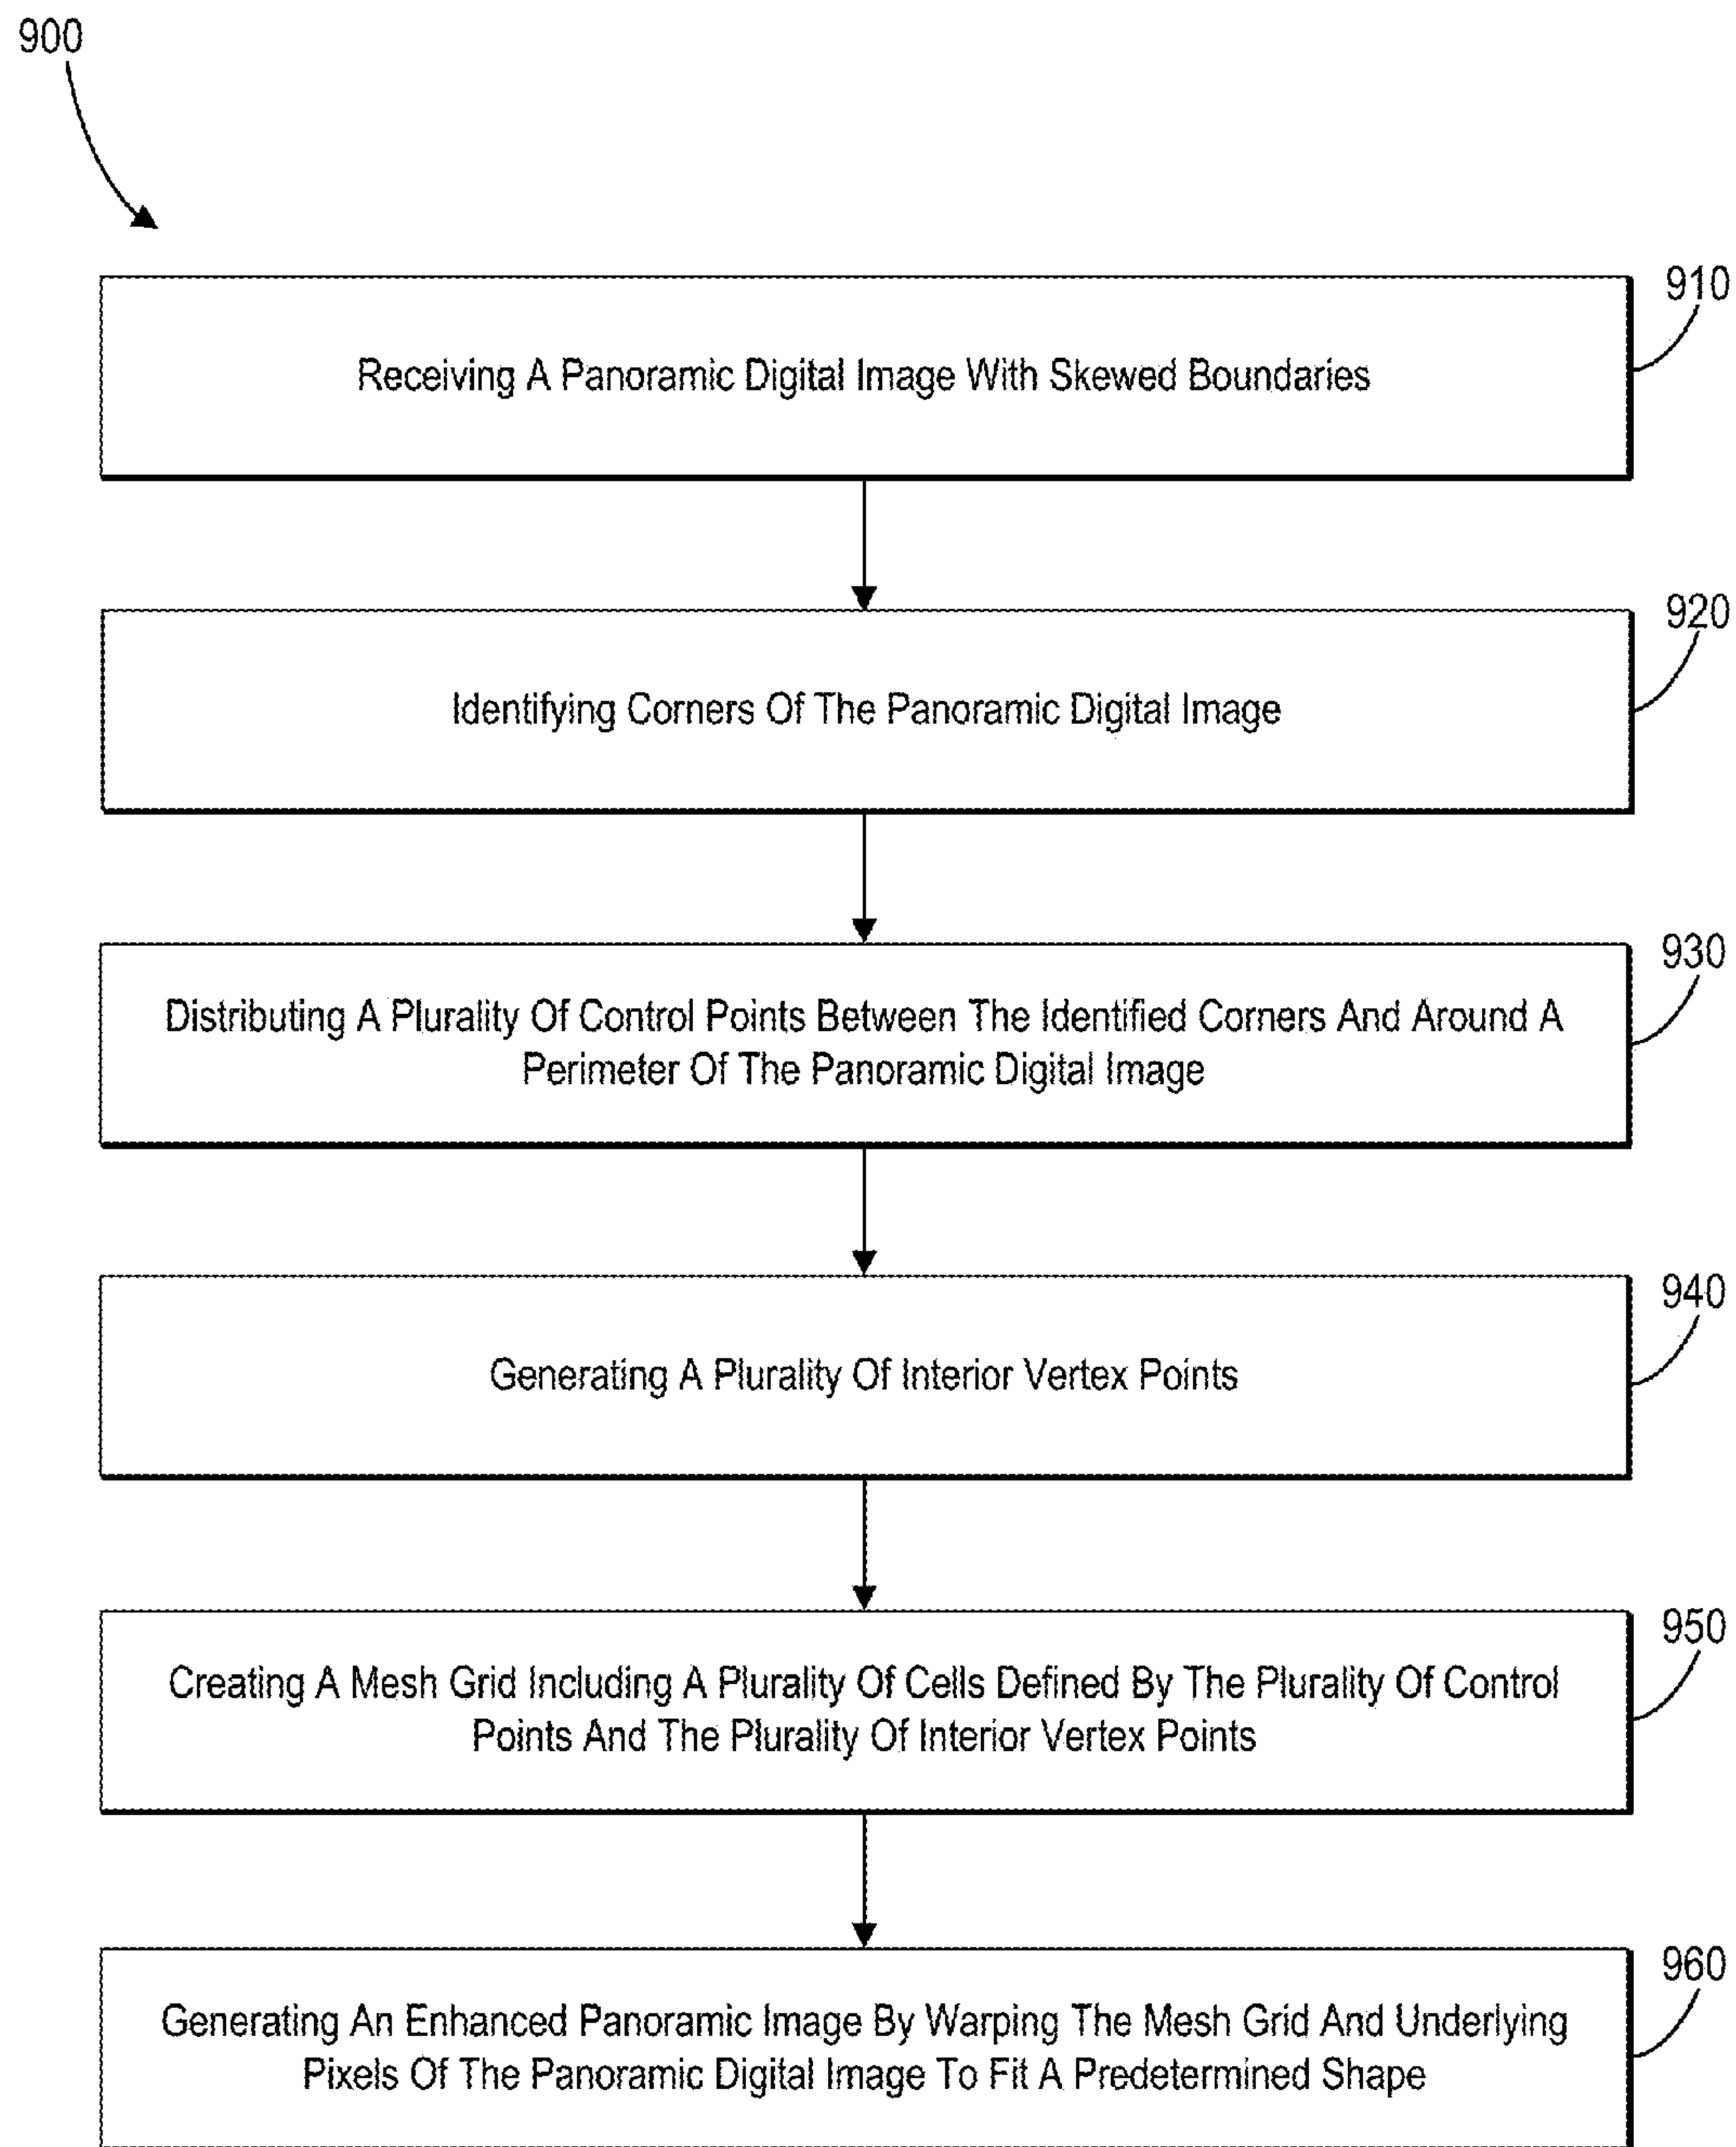 900
910
Receiving A Panoramic Digital Image With Skewed Boundaries
920
Identifying Corners Of The Panoramic Digital Image
930
Distributing A Plurality Of Control Points Between The Identified Corners And Around A
Perimeter Of The Panoramic Digital Image
940
Generating A Plurality Of Interior Vertex Points
950
Creating A Mesh Grid Including A Plurality Of Cells Defined By The Plurality Of Control
Points And The Plurality Of Interior Vertex Points
960
Generating An Enhanced Panoramic Image By Warping The Mesh Grid And Underlying
Pixels Of The Panoramic Digital Image To Fit A Predetermined Shape